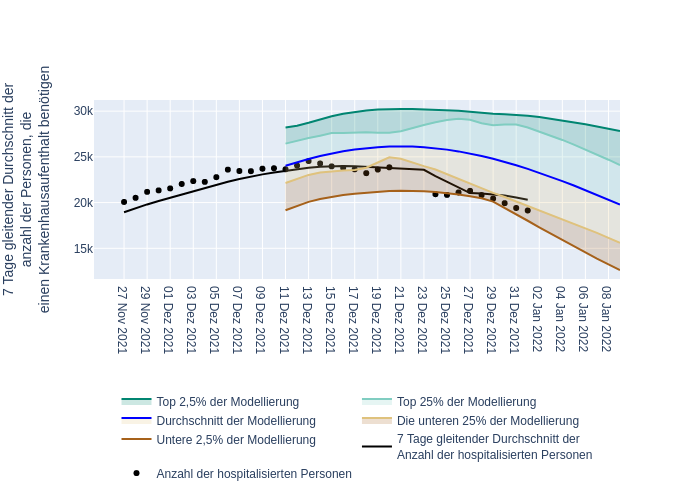 7 Tage gleitender Durchschnitt der
anzahl der Personen, die
einen Krankenhausaufenthalt benötigen
30k
25k
20k
15k
27 Nov 2021
29 Nov 2021
01 Dez 2021
03 Dez 2021
05 Dez 2021
07 Dez 2021
09 Dez 2021
11 Dez 2021
13 Dez 2021
15 Dez 2021
17 Dez 2021
19 Dez 2021
21 Dez 2021
23 Dez 2021
25 Dez 2021
27 Dez 2021
29 Dez 2021
31 Dez 2021
02 Jan 2022
04 Jan 2022
06 Jan 2022
08 Jan 2022
Top 2,5% der Modellierung
Top 25% der Modellierung
Durchschnitt der Modellierung
Die unteren 25% der Modellierung
Untere 2,5% der Modellierung
7 Tage gleitender Durchschnitt der
Anzahl der hospitalisierten Personen
Anzahl der hospitalisierten Personen